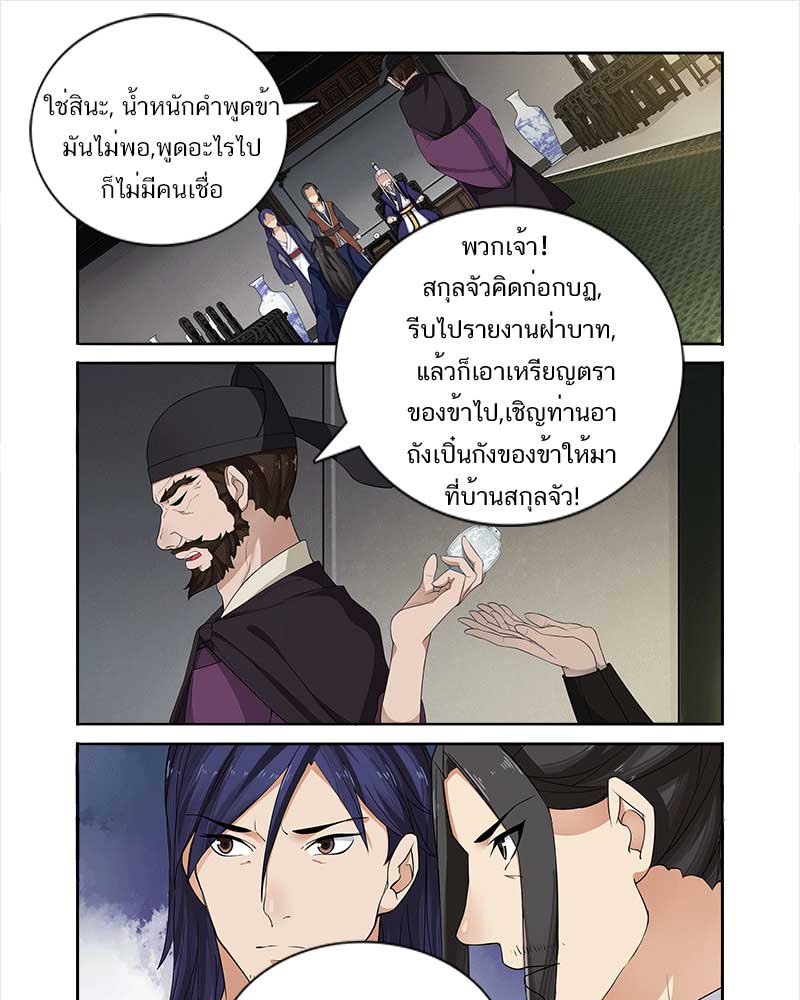 ใช่สินะ, น้ำหนักคำพูดข้า
มันไม่พอ,พูดอะไรไป
ก็ไม่มีคนเชื่อ
พวกเจ้า!
สกุลจัวคิดก่อกบฏ,
รีบไปรายงานฝ่าบาท,
แล้วก็เอาเหรียญตรา
ของข้าไป,เชิญท่านอา
ถังเปิ๋นกังของข้าให้มา
ที่บ้านสกุลจัว!